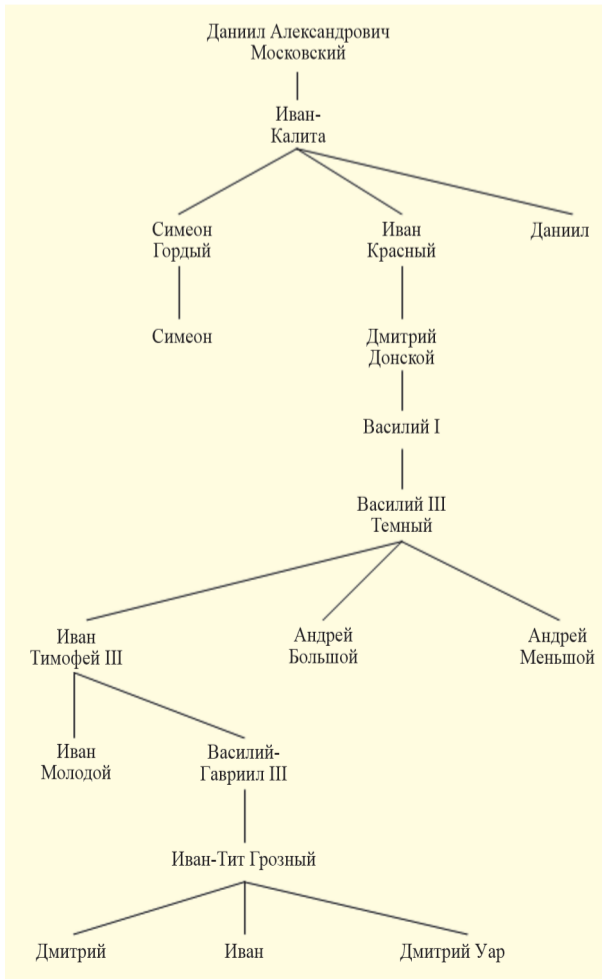 Даниил Александрович
Московский
Иван-
Калита
Симеон
Гордый
Иван
Красный
Даниил
Симеон
Дмитрий
Донской
Василий I
Василий III
Темный
Иван
Тимофей III
Андрей
Большой
Андрей
Меньшой
Иван
Молодой
Василий-
Гавриил III
Иван-Тит Грозный
Дмитрий
Иван
Дмитрий Уар